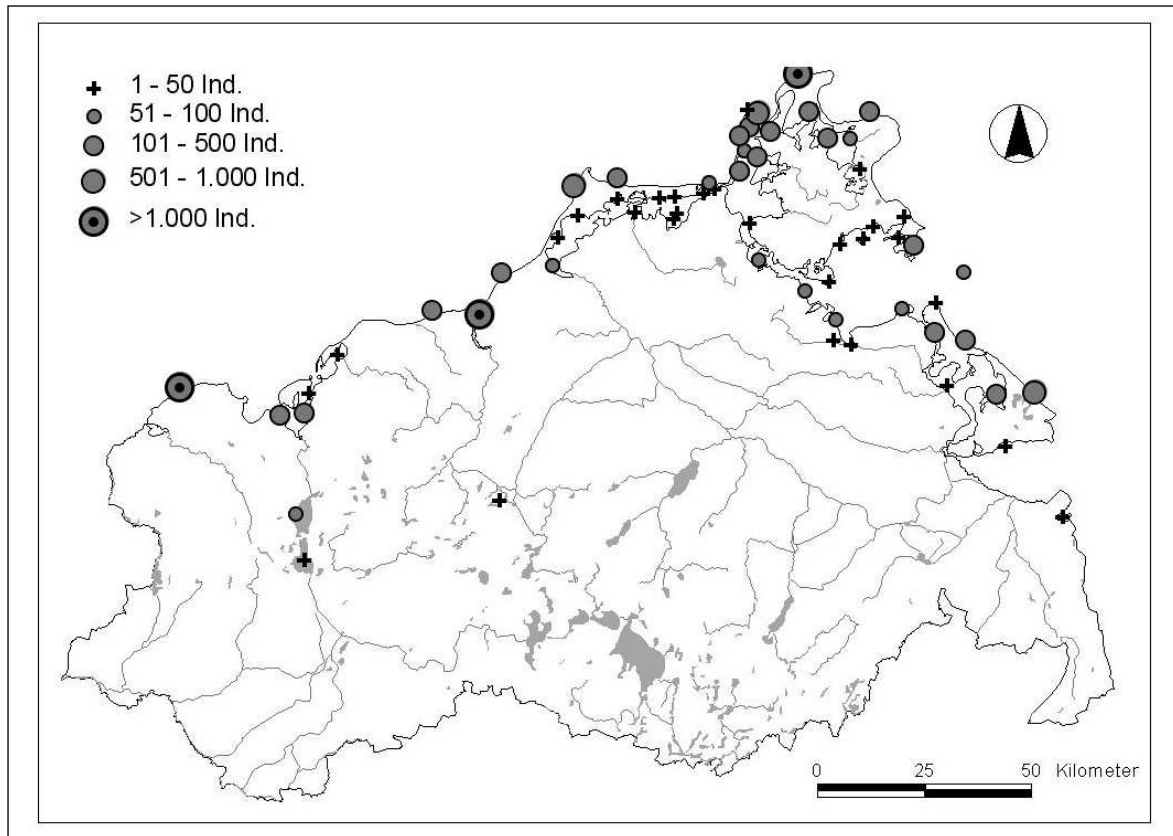 1 - 50 Ind.
51 - 100 Ind.
101 - 500 Ind.
501 - 1.000 Ind.
>1.000 Ind.
0 25 50 Kilometer